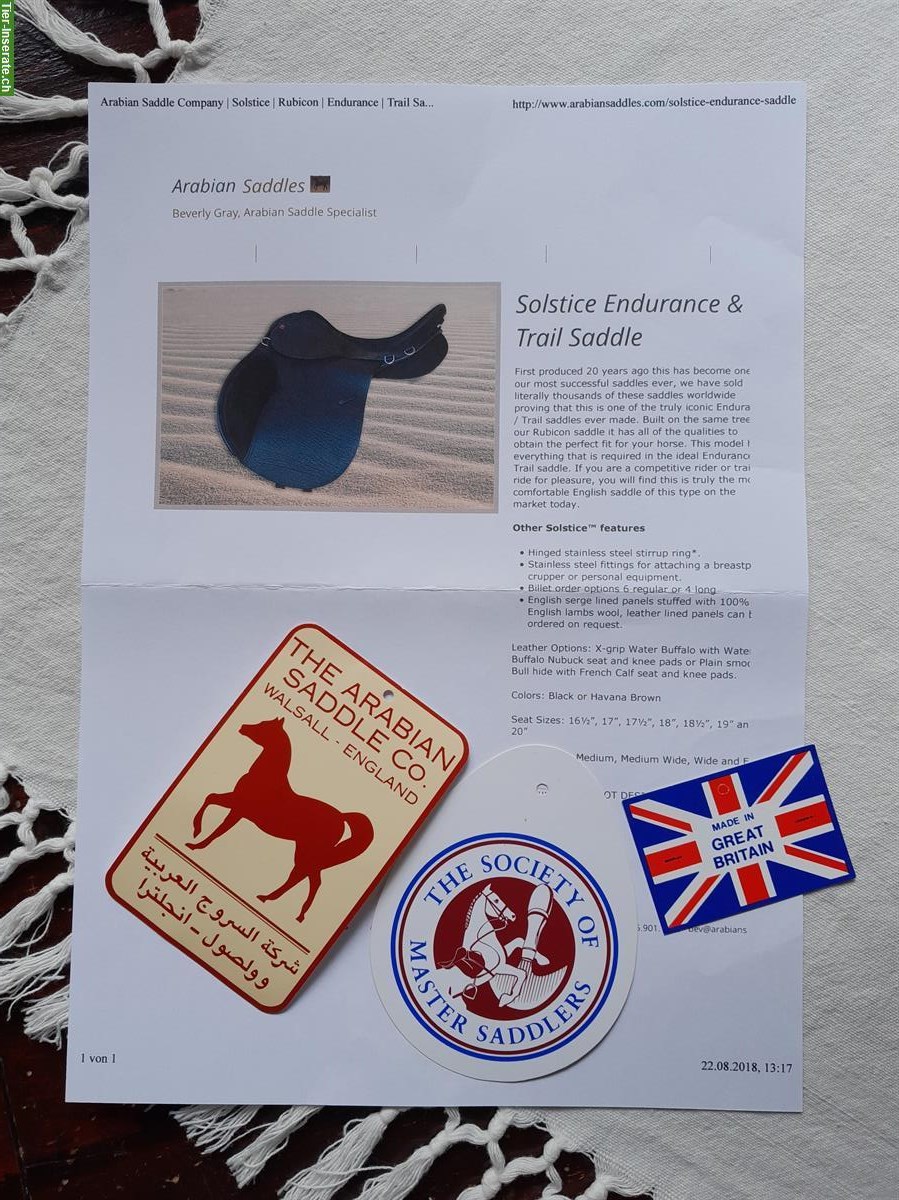 Tier-Inserate.ch
Arabian Saddle Company | Solstice | Rubicon | Endurance | Trail Sa...
http://www.arabiansaddles.com/solstice-endurance-saddle
Arabian Saddles
Beverly Gray, Arabian Saddle Specialist
Solstice Endurance &
Trail Saddle
First produced 20 years ago this has become one
our most successful saddles ever, we have sold
literally thousands of these saddles worldwide
proving that this is one of the truly iconic Endura
/ Trail saddles ever made. Built on the same tree
our Rubicon saddle it has all of the qualities to
obtain the perfect fit for your horse. This model
everything that is required in the ideal Enduranc
Trail saddle. If you are a competitive rider or trai
ride for pleasure, you will find this is truly the mo
comfortable English saddle of this type on the
market today.
Other Solstice™ features
• Hinged stainless steel stirrup ring*.
• Stainless steel fittings for attaching a breastp
crupper or personal equipment.
• Billet order options 6 regular or 4 long
• English serge lined panels stuffed with 100%
English lambs wool, leather lined panels can
ordered on request.
Leather Options: X-grip Water Buffalo with Wate
Buffalo Nubuck seat and knee pads or Plain smoo
Bull hide with French Calf seat and knee pads.
Colors: Black or Havana Brown
Seat Sizes: 16½”, 17”, 17½”, 18”, 18½”, 19” an
20”
Medium, Medium Wide, Wide and
THE ARABIAN
SADDLE CO.
WALSALL - ENGLAND
شركة السروج العربية
وولصول - انجلترا
THE SOCIETY OF
MASTER SADDLERS
MADE IN
GREAT
BRITAIN
bev@arabians
1 von 1
22.08.2018, 13:17